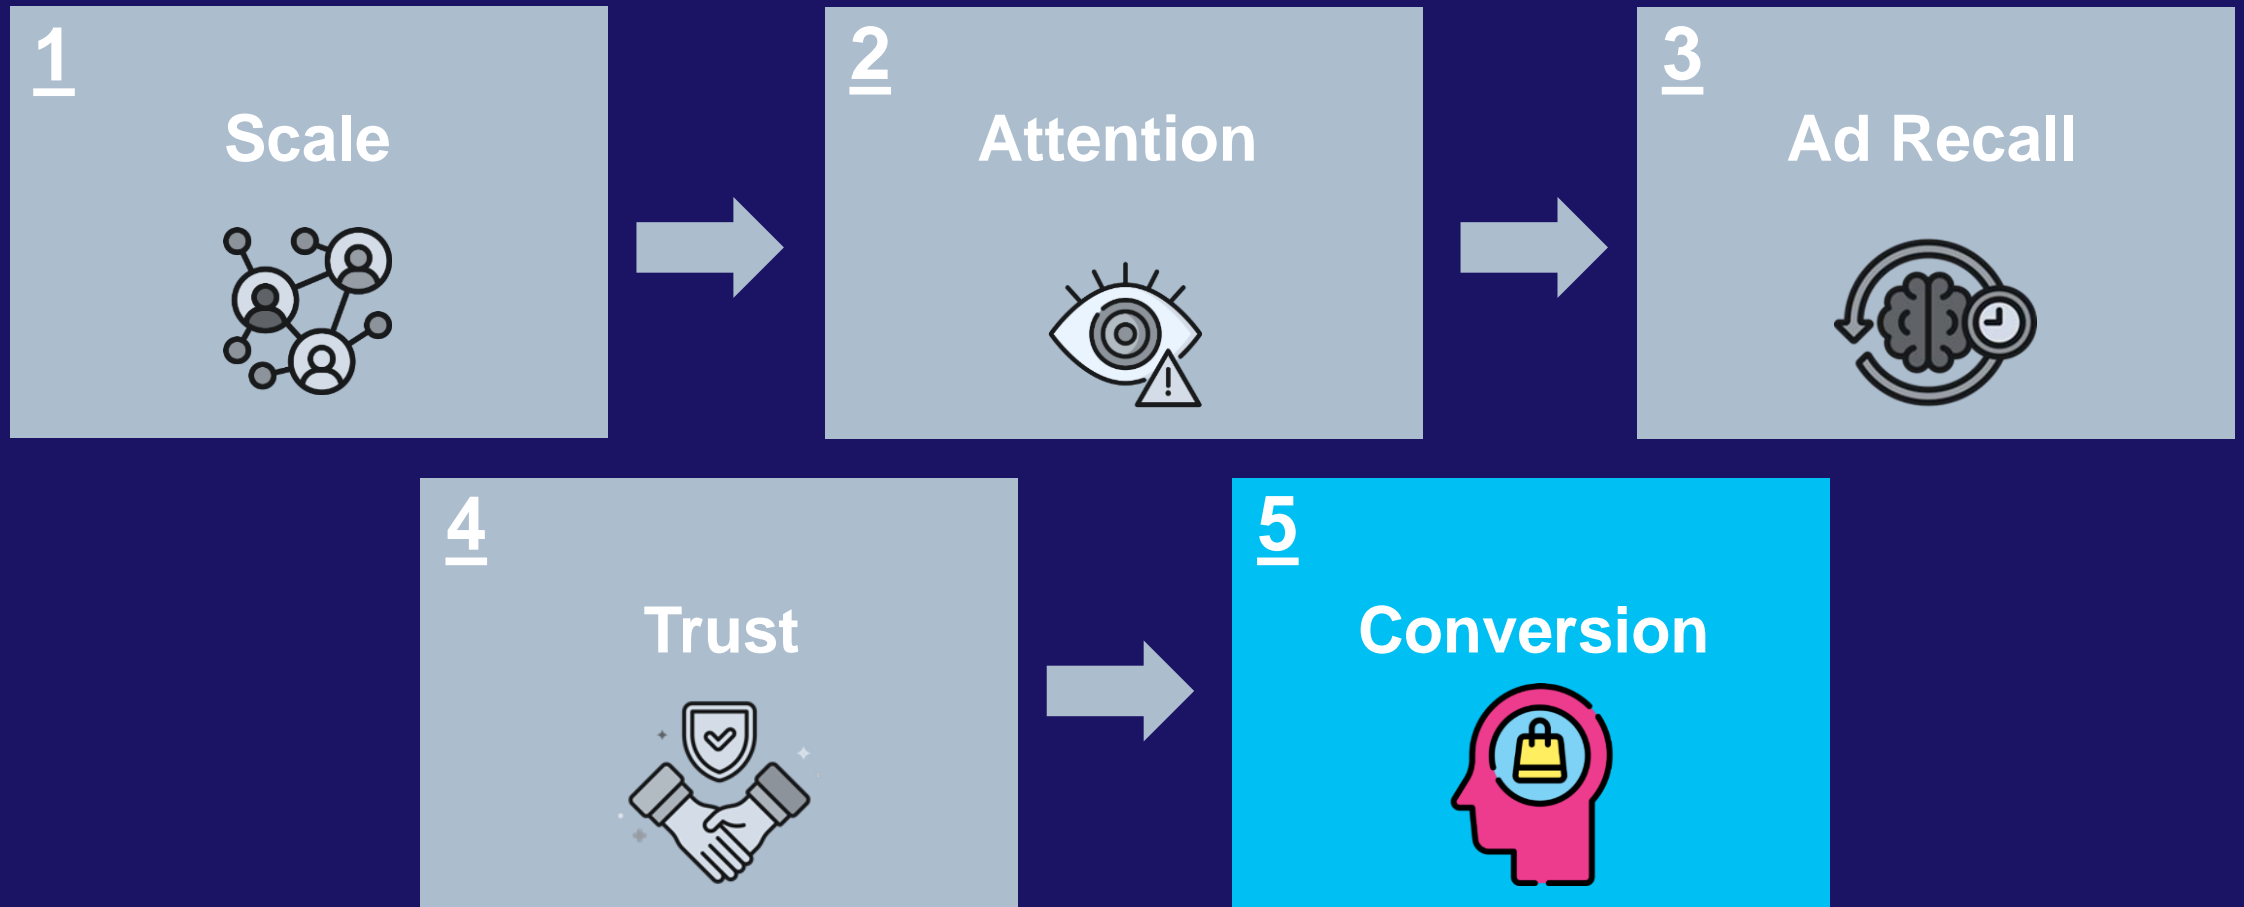 1
Scale
2
Attention
3
Ad Recall
4
Trust
5
Conversion